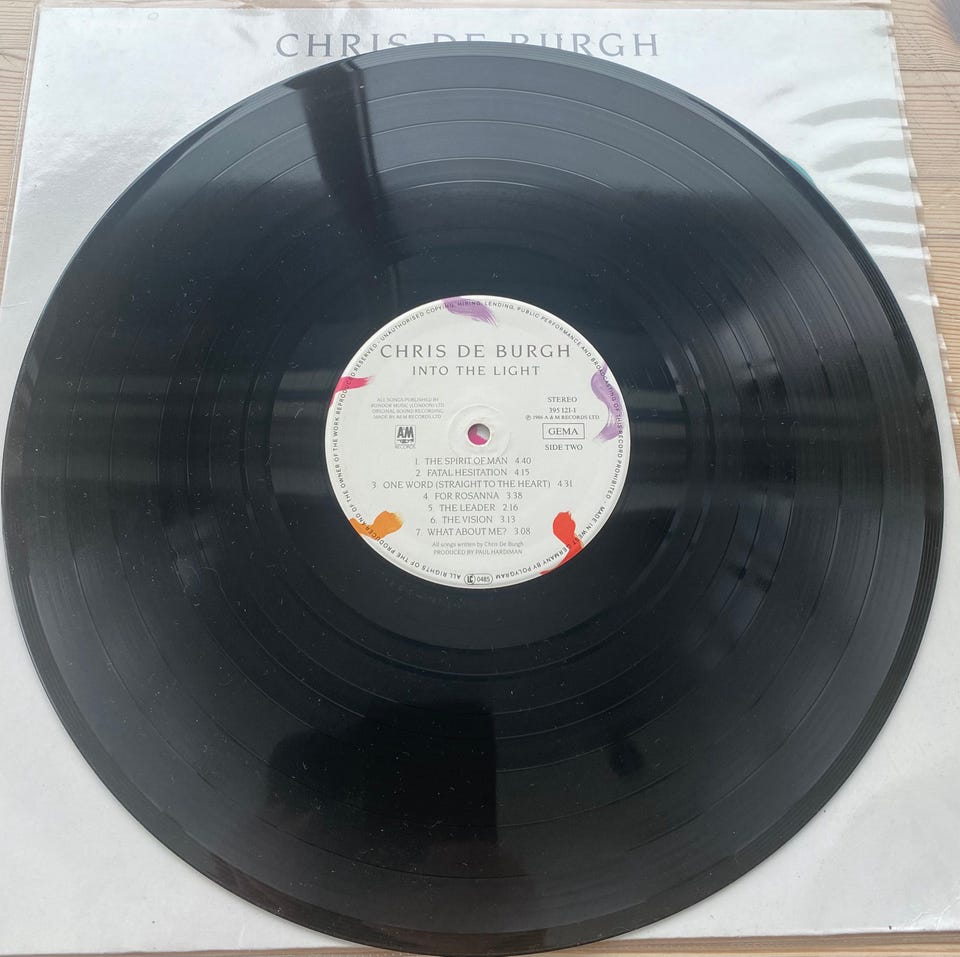 CHRIS DE BURGH
UNAUTHORISED COPYING, HIRING, LENDING, PUBLIC PERFORMANCE AND BROADCASTING OF THIS RECORD PROHIBITED · MADE IN WEST GERMANY BY POLYGRAM
ALL RIGHTS OF THE PRODUCER AND OF THE OWNER OF THE WORK REPRODUCED RESERVED ·
CHRIS DE BURGH
INTO THE LIGHT
ALL SONGS PUBLISHED BY
RONDOR MUSIC (LONDON) LTD
ORIGINAL SOUND RECORDING
MADE BY A&M RECORDS LTD
AM
RECORDS
STEREO
395 121-1
℗ 1986 A & M RECORDS LTD
GEMA
SIDE TWO
1. THE SPIRIT OF MAN 4.40
2. FATAL HESITATION 4.15
3 ONE WORD (STRAIGHT TO THE HEART) 4.31
4. FOR ROSANNA 3.38
5. THE LEADER 2.16
6. THE VISION 3.13
7. WHAT ABOUT ME? 3 08
All songs written by Chris De Burgh
PRODUCED BY PAUL HARDIMAN
LC 0485